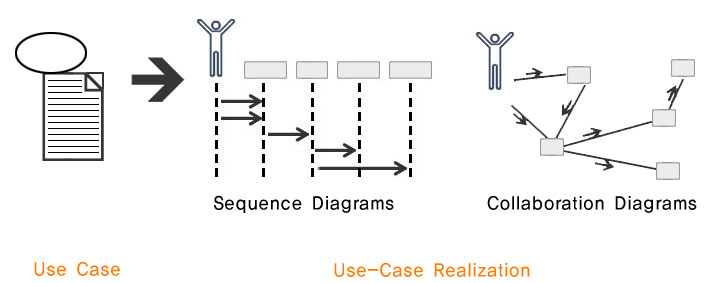 Sequence Diagrams
Collaboration Diagrams
Use Case
Use-Case Realization